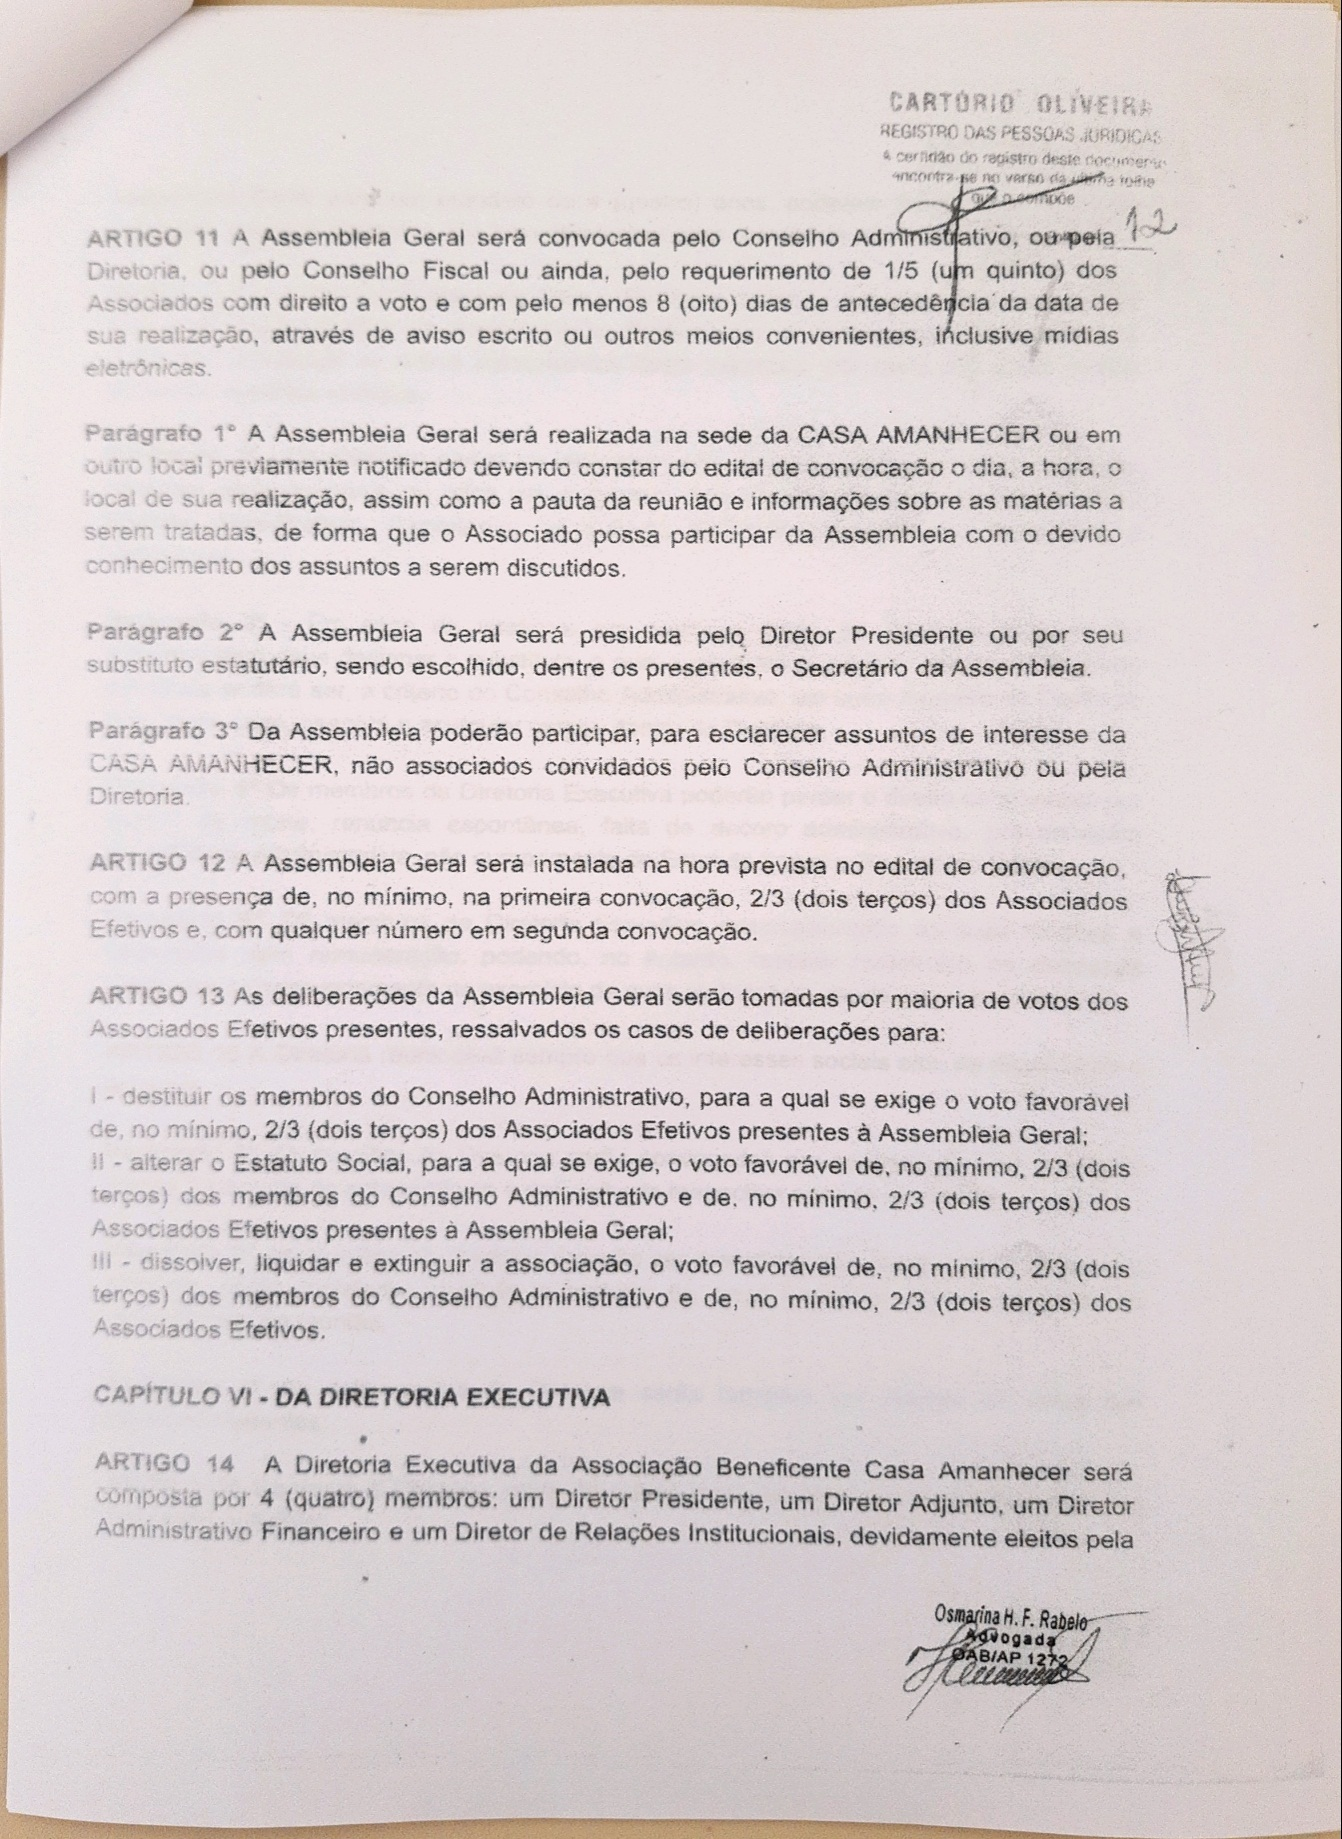 CARTÓRIO OLIVEIRA
REGISTRO DAS PESSOAS JURIDICAS
A certidão do registro deste documento
encontra-se no verso da última folha
que o compõe
12
ARTIGO 11 A Assembleia Geral será convocada pelo Conselho Administrativo, ou pela
Diretoria, ou pelo Conselho Fiscal ou ainda, pelo requerimento de 1/5 (um quinto) dos
Associados com direito a voto e com pelo menos 8 (oito) dias de antecedência da data de
sua realização, através de aviso escrito ou outros meios convenientes, inclusive mídias
eletrônicas.
Parágrafo 1° A Assembleia Geral será realizada na sede da CASA AMANHECER ou em
outro local previamente notificado devendo constar do edital de convocação o dia, a hora, o
local de sua realização, assim como a pauta da reunião e informações sobre as matérias a
serem tratadas, de forma que o Associado possa participar da Assembleia com o devido
conhecimento dos assuntos a serem discutidos.
Parágrafo 2° A Assembleia Geral será presidida pelo Diretor Presidente ou por seu
substituto estatutário, sendo escolhido, dentre os presentes, o Secretário da Assembleia.
Parágrafo 3° Da Assembleia poderão participar, para esclarecer assuntos de interesse da
CASA AMANHECER, não associados convidados pelo Conselho Administrativo ou pela
Diretoria.
ARTIGO 12 A Assembleia Geral será instalada na hora prevista no edital de convocação,
com a presença de, no mínimo, na primeira convocação, 2/3 (dois terços) dos Associados
Efetivos e, com qualquer número em segunda convocação.
ARTIGO 13 As deliberações da Assembleia Geral serão tomadas por maioria de votos dos
Associados Efetivos presentes, ressalvados os casos de deliberações para:
I - destituir os membros do Conselho Administrativo, para a qual se exige o voto favorável
de, no mínimo, 2/3 (dois terços) dos Associados Efetivos presentes à Assembleia Geral;
II - alterar o Estatuto Social, para a qual se exige, o voto favorável de, no mínimo, 2/3 (dois
terços) dos membros do Conselho Administrativo e de, no mínimo, 2/3 (dois terços) dos
Associados Efetivos presentes à Assembleia Geral;
III - dissolver, liquidar e extinguir a associação, o voto favorável de, no mínimo, 2/3 (dois
terços) dos membros do Conselho Administrativo e de, no mínimo, 2/3 (dois terços) dos
Associados Efetivos.
CAPÍTULO VI - DA DIRETORIA EXECUTIVA
ARTIGO 14 A Diretoria Executiva da Associação Beneficente Casa Amanhecer será
composta por 4 (quatro) membros: um Diretor Presidente, um Diretor Adjunto, um Diretor
Administrativo Financeiro e um Diretor de Relações Institucionais, devidamente eleitos pela
Osmarina H. F. Rabelo
Advogada
OAB/AP 1272